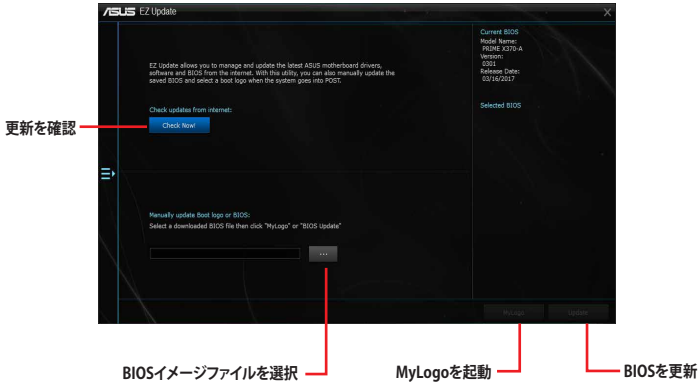 ASUS EZ Update
Current BIOS
Model Name:
PRIME X370-A
Version:
0301
Release Date:
03/16/2017
Selected BIOS
EZ Update allows you to manage and update the latest ASUS motherboard drivers,
software and BIOS from the internet. With this utility, you can also manually update the
saved BIOS and select a boot logo when the system goes into POST.
Check updates from internet:
Check Now!
更新を確認
Manually update Boot logo or BIOS:
Select a downloaded BIOS file then click "MyLogo" or "BIOS Update"
...
MyLogo
Update
BIOSイメージファイルを選択
MyLogoを起動
BIOSを更新